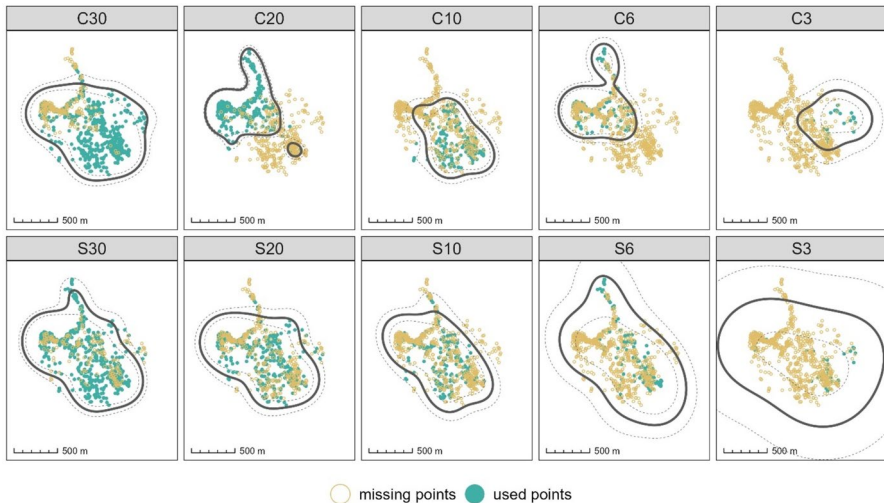 C30 C20 C10 C6 C3
500 m 500 m 500 m 500 m 500 m
S30 S20 S10 S6 S3
500 m 500 m 500 m 500 m 500 m
missing points used points